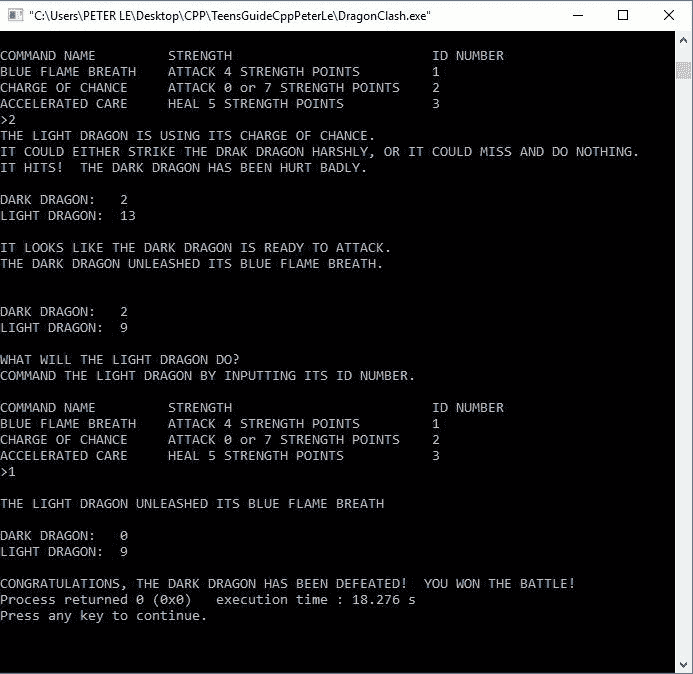 "C:\Users\PETER LE\Desktop\CPP\TeensGuideCppPeterLe\DragonClash.exe"
COMMAND NAME         STRENGTH                         ID NUMBER
BLUE FLAME BREATH    ATTACK 4 STRENGTH POINTS         1
CHARGE OF CHANCE     ATTACK 0 or 7 STRENGTH POINTS    2
ACCELERATED CARE     HEAL 5 STRENGTH POINTS           3
>2
THE LIGHT DRAGON IS USING ITS CHARGE OF CHANCE.
IT COULD EITHER STRIKE THE DRAK DRAGON HARSHLY, OR IT COULD MISS AND DO NOTHING.
IT HITS!  THE DARK DRAGON HAS BEEN HURT BADLY.
DARK DRAGON:   2
LIGHT DRAGON:  13
IT LOOKS LIKE THE DARK DRAGON IS READY TO ATTACK.
THE DARK DRAGON UNLEASHED ITS BLUE FLAME BREATH.
DARK DRAGON:   2
LIGHT DRAGON:  9
WHAT WILL THE LIGHT DRAGON DO?
COMMAND THE LIGHT DRAGON BY INPUTTING ITS ID NUMBER.
COMMAND NAME         STRENGTH                         ID NUMBER
BLUE FLAME BREATH    ATTACK 4 STRENGTH POINTS         1
CHARGE OF CHANCE     ATTACK 0 or 7 STRENGTH POINTS    2
ACCELERATED CARE     HEAL 5 STRENGTH POINTS           3
>1
THE LIGHT DRAGON UNLEASHED ITS BLUE FLAME BREATH
DARK DRAGON:   0
LIGHT DRAGON:  9
CONGRATULATIONS, THE DARK DRAGON HAS BEEN DEFEATED!  YOU WON THE BATTLE!
Process returned 0 (0x0)   execution time : 18.276 s
Press any key to continue.